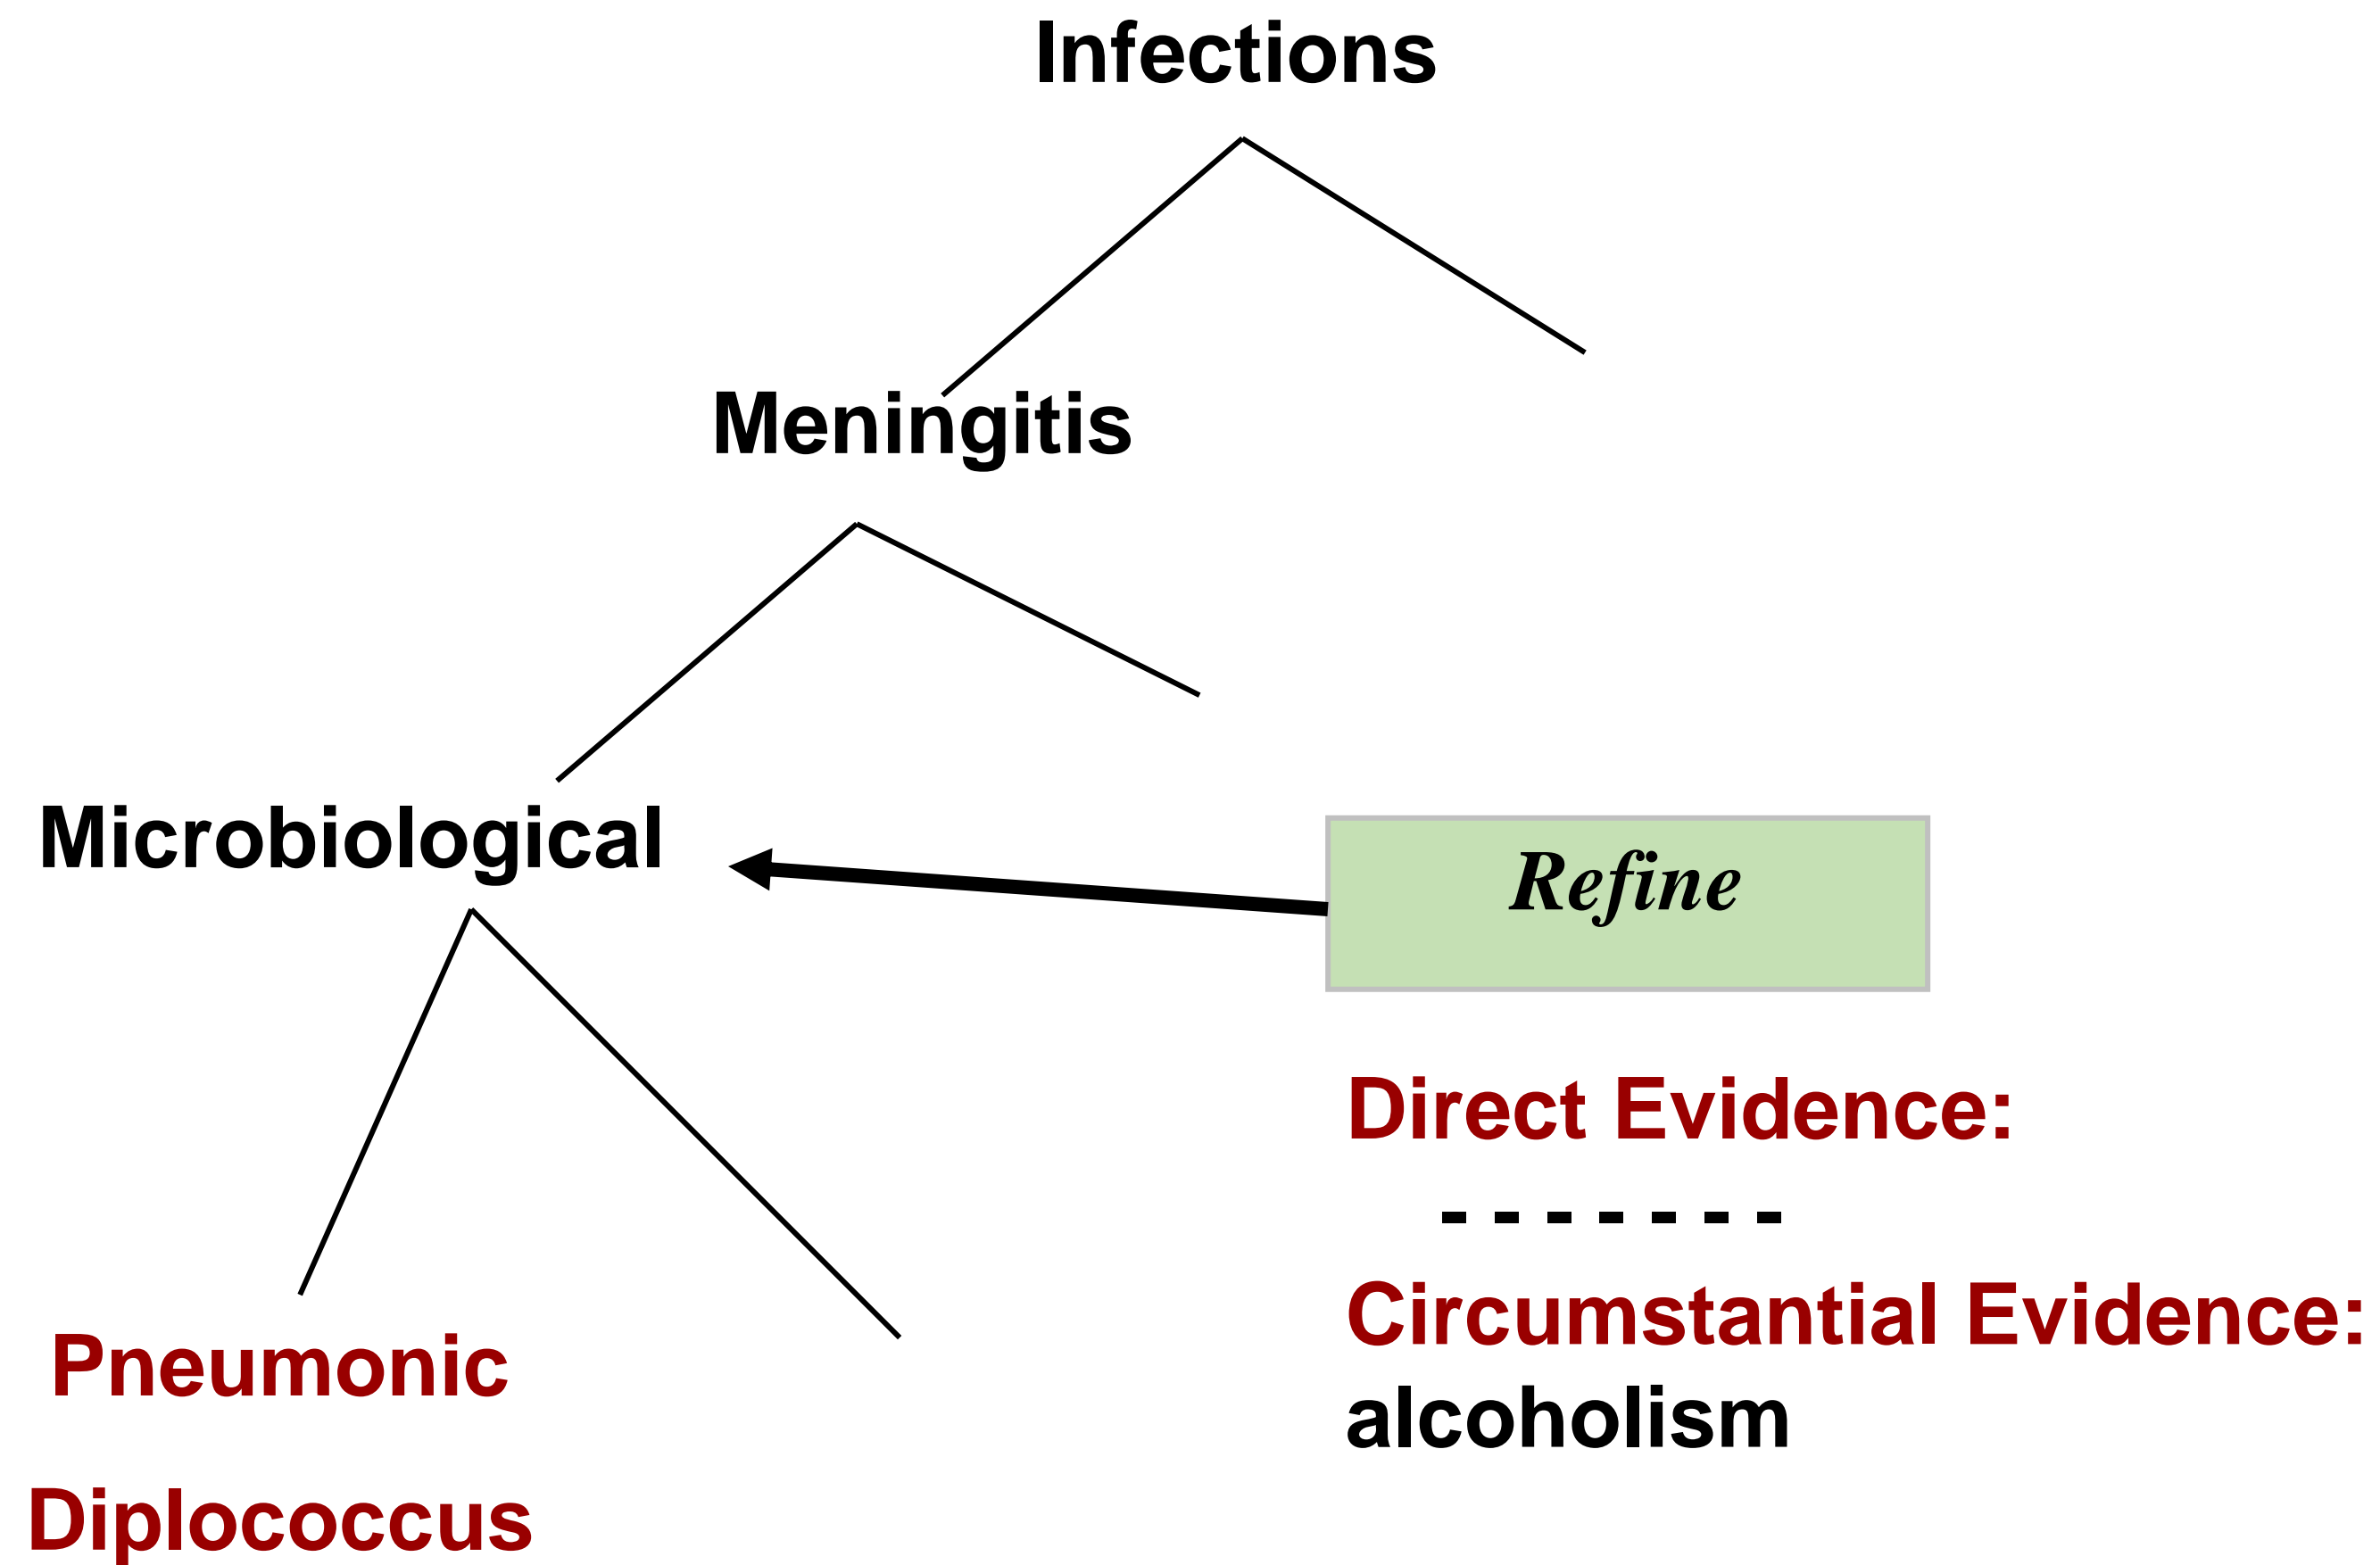 Infections
Meningitis
Microbiological
Refine
Direct Evidence:
- - - - - - -
Circumstantial Evidence:
alcoholism
Pneumonic
Diplococcus